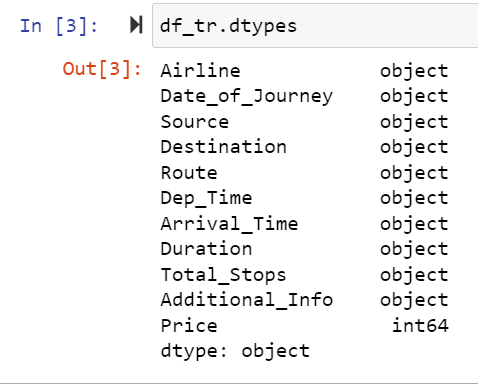 In [3]: df_tr.dtypes
Out[3]: Airline object
Date_of_Journey object
Source object
Destination object
Route object
Dep_Time object
Arrival_Time object
Duration object
Total_Stops object
Additional_Info object
Price int64
dtype: object